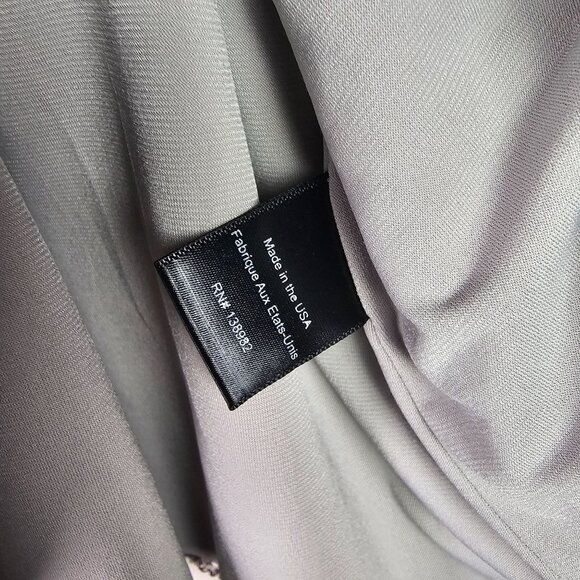 Made in the USA
Fabrique Aux Etats-Unis
RN# 138982